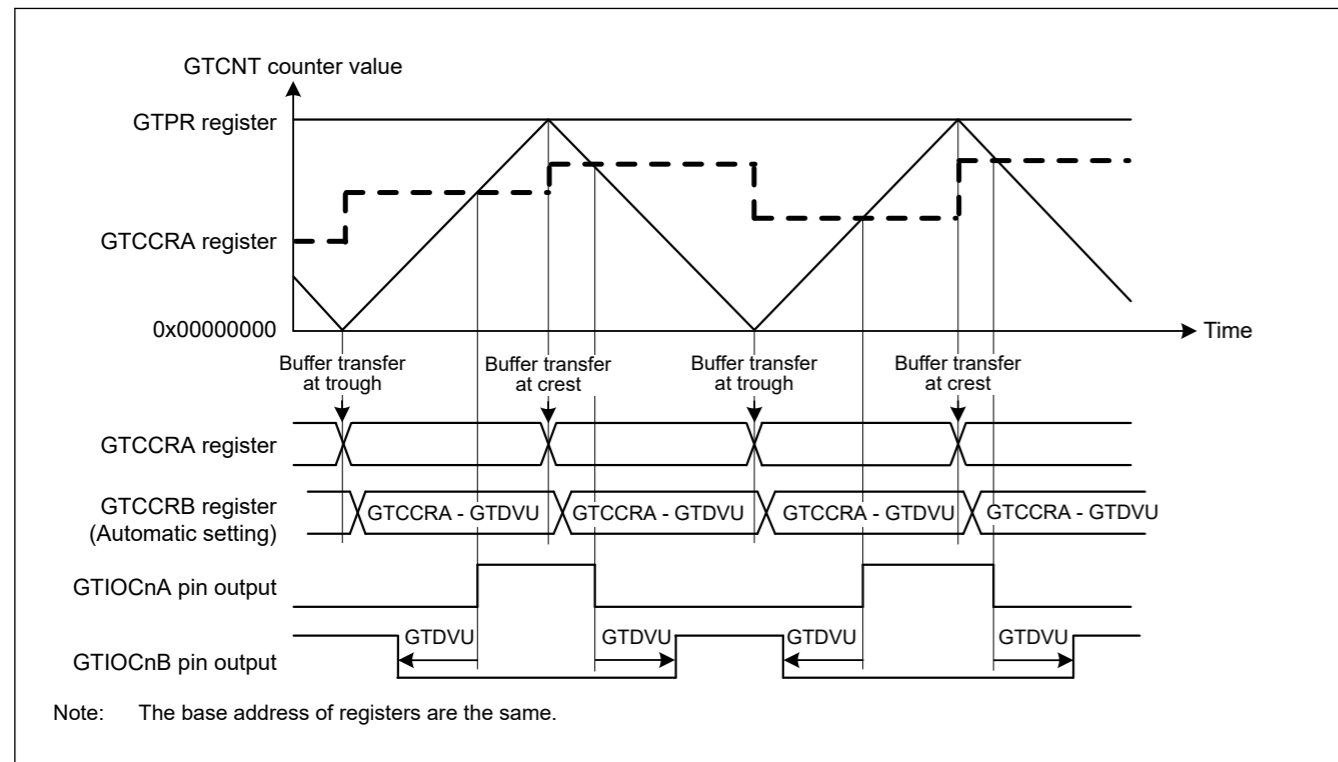 GTCNT counter value
GTPR register
GTCCRA register
0x00000000
Time
Buffer transfer
at trough
Buffer transfer
at crest
Buffer transfer
at trough
Buffer transfer
at crest
GTCCRA register
GTCCRB register
(Automatic setting)
GTCCRA - GTDVU
GTCCRA - GTDVU
GTCCRA - GTDVU
GTCCRA - GTDVU
GTIOCnA pin output
GTIOCnB pin output
GTDVU
GTDVU
GTDVU
GTDVU
Note: The base address of registers are the same.